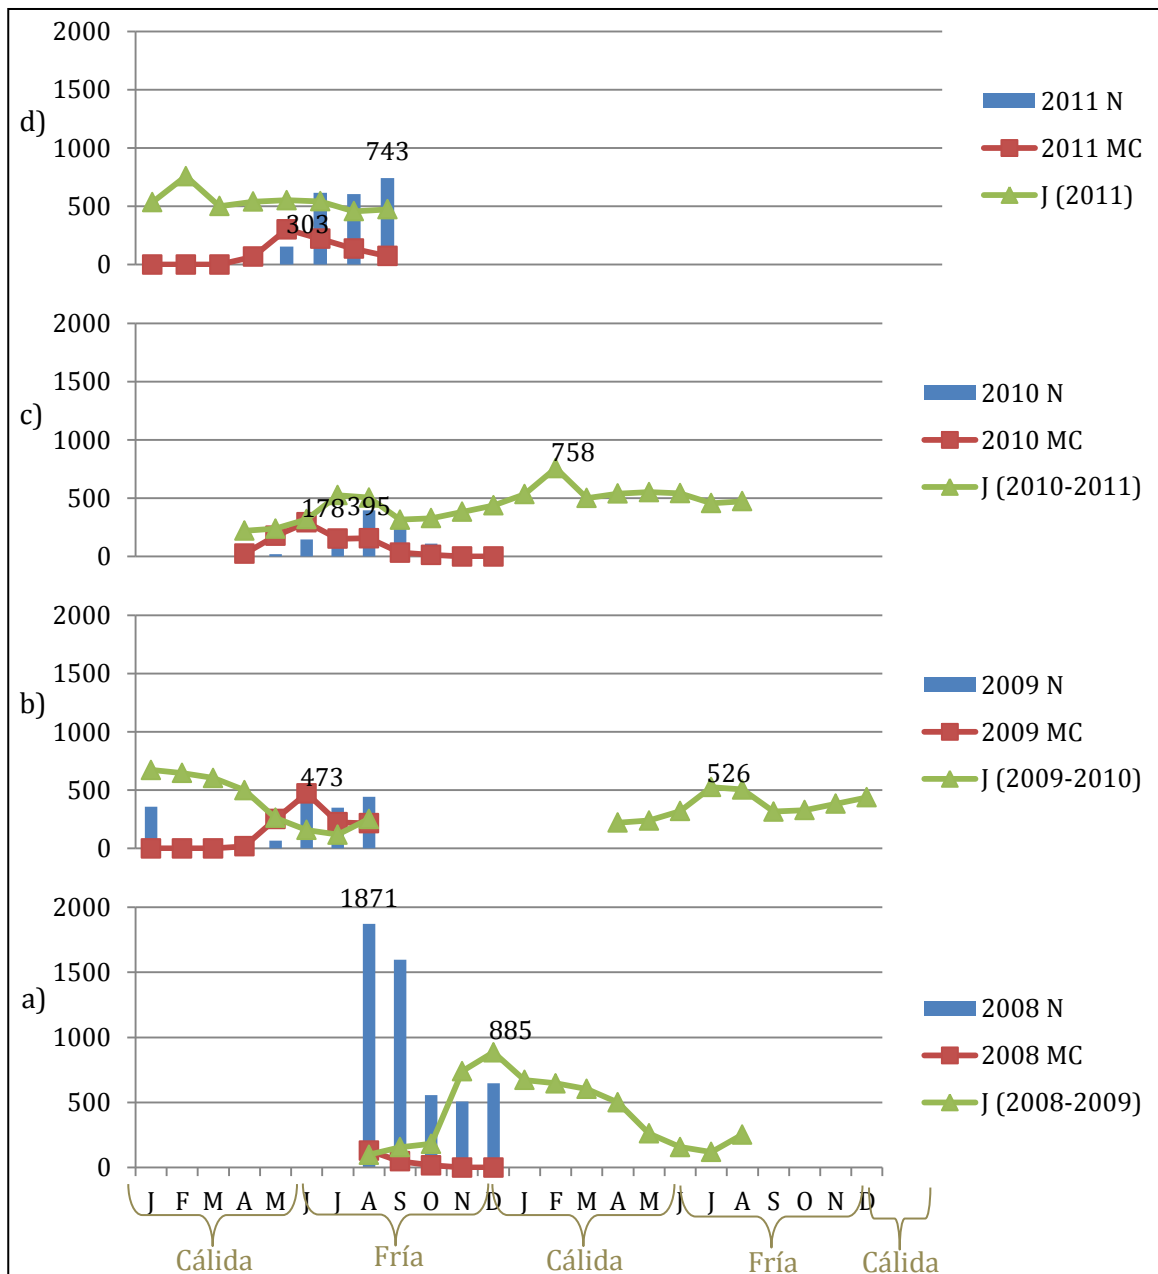 d)
2000
1500
1000
500
0
743
303
2011 N
2011 MC
J (2011)
c)
2000
1500
1000
500
0
178
395
758
2010 N
2010 MC
J (2010-2011)
b)
2000
1500
1000
500
0
473
526
2009 N
2009 MC
J (2009-2010)
a)
2000
1500
1000
500
0
1871
885
2008 N
2008 MC
J (2008-2009)
J F M A M J J A S O N D J F M A M J J A S O N D
Cálida Fría Cálida Fría Cálida